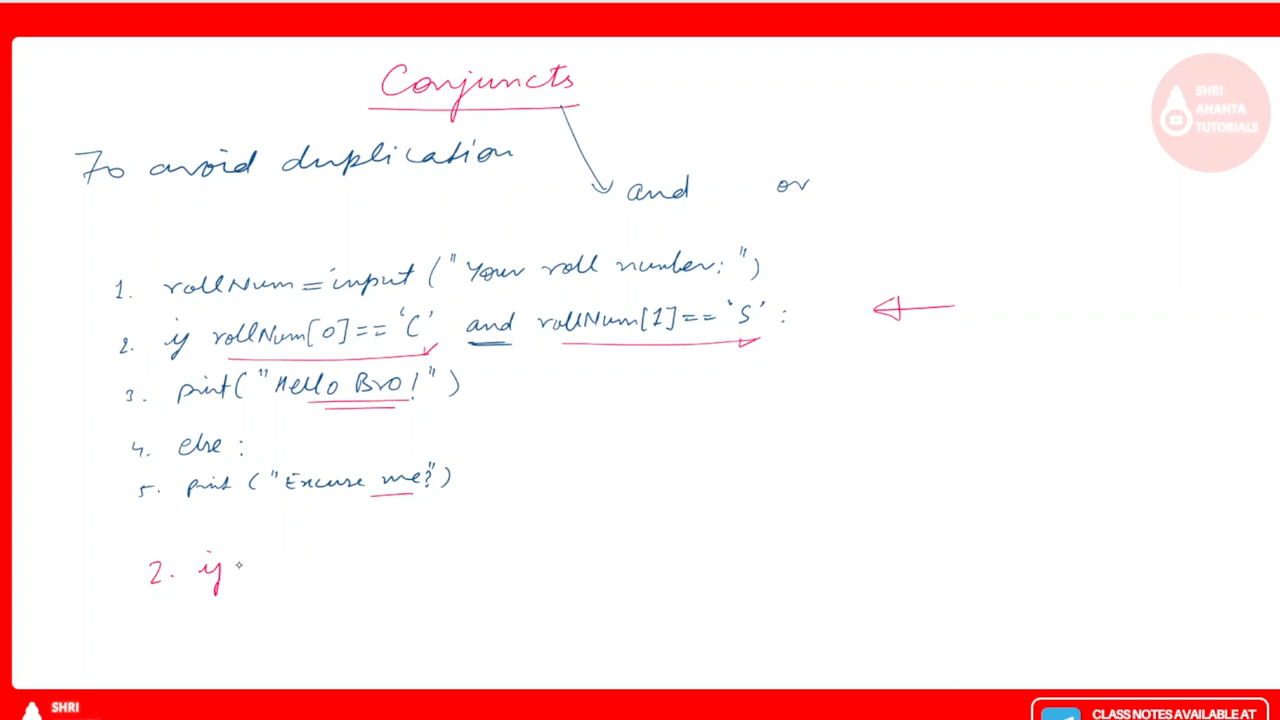 Conjuncts
SHRI
ANANTA
TUTORIALS
To avoid duplication
and or
1. rollNum=input("Your roll number:")
2. if rollNum[0]=='C' and rollNum[1]=='S':
3. print("Hello Bro!")
4. else:
5. print("Excuse me?")
2. if
SHRI
CLASS NOTES AVAILABLE AT